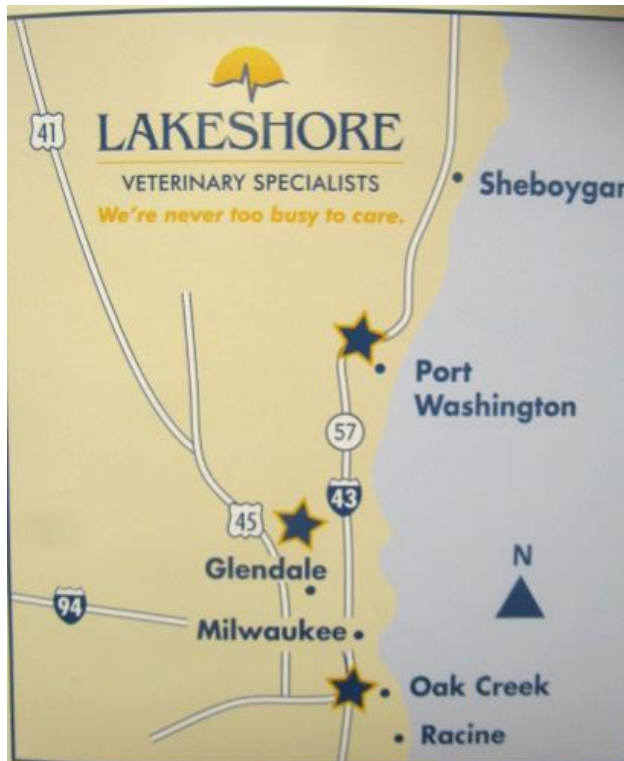 41
LAKESHORE
VETERINARY SPECIALISTS
We're never too busy to care.
Sheboygan
Port
Washington
57
43
45
Glendale
N
94
Milwaukee
Oak Creek
Racine